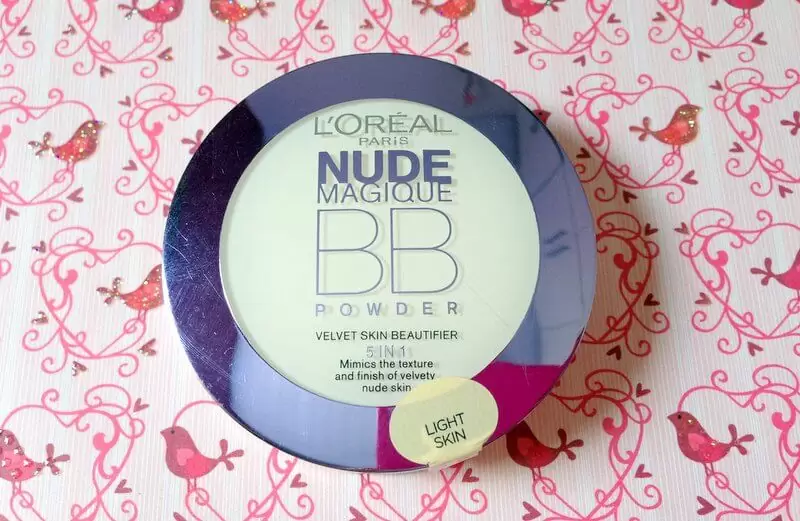 L'ORÉAL
PARIS
NUDE
MAGIQUE
BB
POWDER
VELVET SKIN BEAUTIFIER
5 IN 1
Mimics the texture
and finish of velvety
nude skin
LIGHT
SKIN